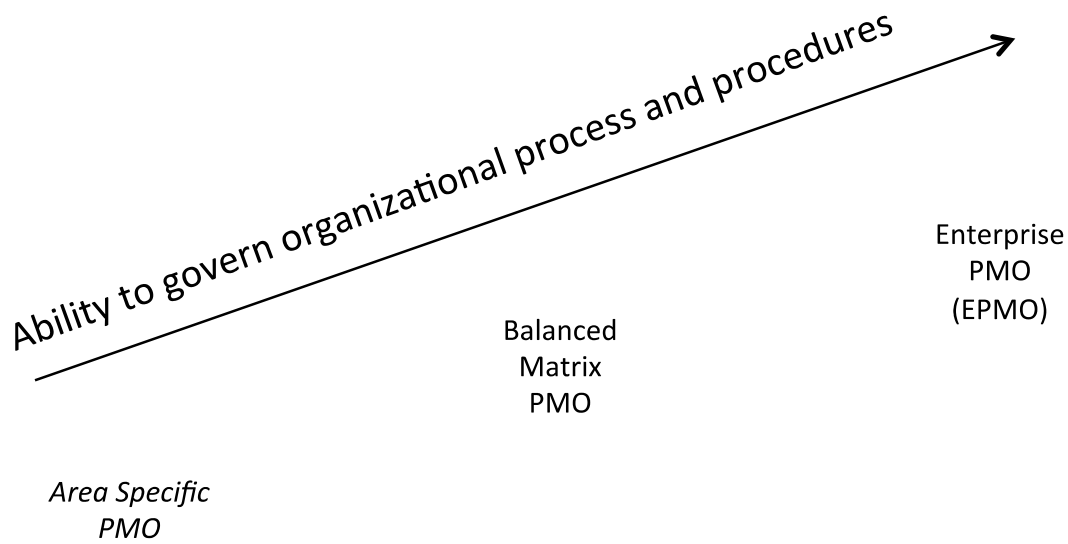 Ability to govern organizational process and procedures
Enterprise
PMO
(EPMO)
Balanced
Matrix
PMO
Area Specific
PMO